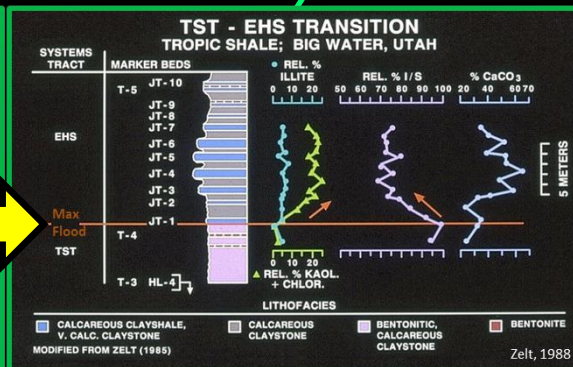 TST - EHS TRANSITION
TROPIC SHALE; BIG WATER, UTAH
SYSTEMS TRACT
MARKER BEDS
REL. % ILLITE
REL. % I/S
% CaCO3
0 10 20
50 60 70 80 90 100
20 40 60
JT-10
T-5
JT-9
JT-8
JT-7
EHS
JT-6
JT-5
JT-4
JT-3
JT-2
5 METERS
Max Flood
JT-1
T-4
TST
T-3 HL-4
0 10 20
REL. % KAOL. + CHLOR.
LITHOFACIES
CALCAREOUS CLAYSHALE, V. CALC. CLAYSTONE
CALCAREOUS CLAYSTONE
BENTONITIC, CALCAREOUS CLAYSTONE
BENTONITE
MODIFIED FROM ZELT (1985)
Zelt, 1988